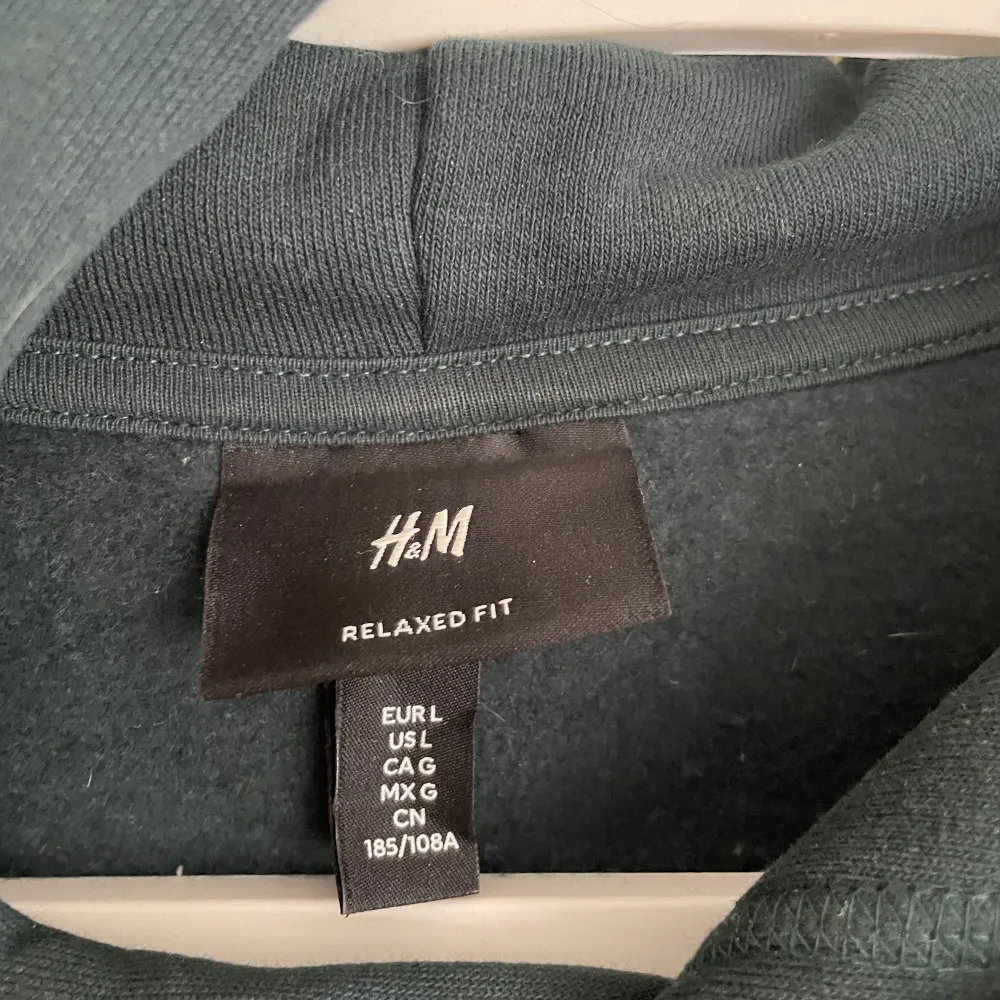 H&M
RELAXED FIT
EUR L
US L
CA G
MX G
CN
185/108A